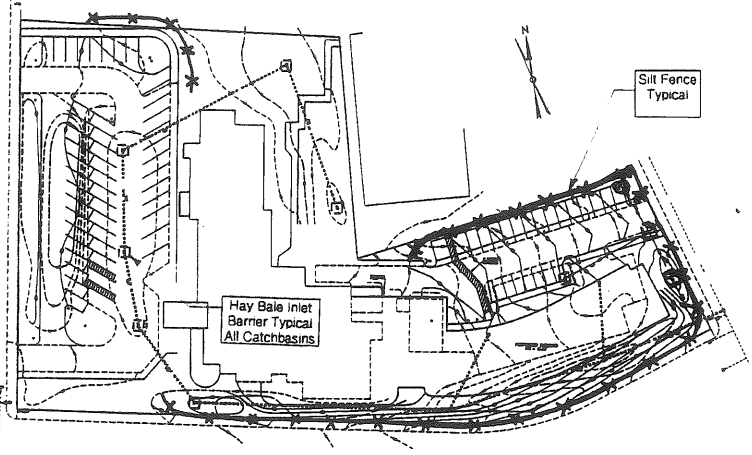 N
Silt Fence
Typical
Hay Bale Inlet
Barrier Typical
All Catchbasins